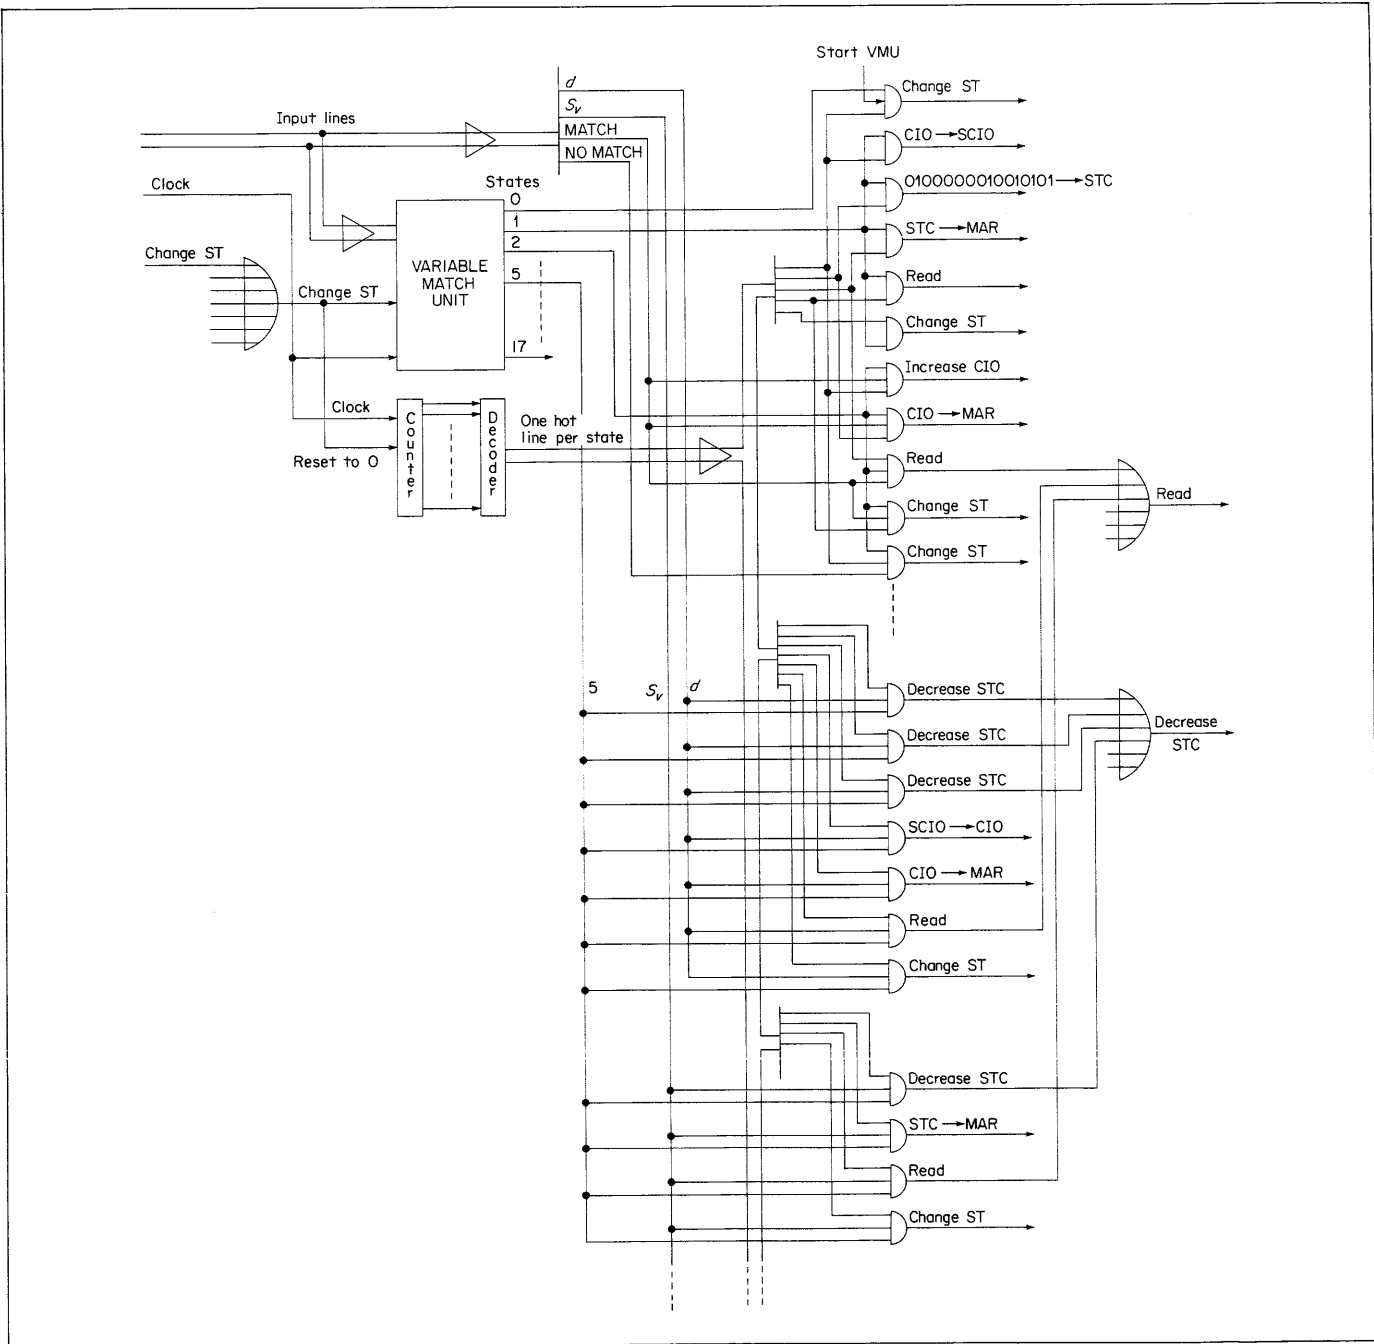 Start VMU
d
Change ST
Sv
Input lines
MATCH
CIO → SCIO
NO MATCH
Clock
States
0100000010010101 → STC
0
1
STC → MAR
2
Change ST
VARIABLE
MATCH
UNIT
5
Read
Change ST
Change ST
17
Increase CIO
Clock
Counter
Decoder
One hot
line per state
CIO → MAR
Reset to 0
Read
Read
Change ST
Change ST
5
Sv
d
Decrease STC
Decrease
STC
Decrease STC
Decrease STC
SCIO → CIO
CIO → MAR
Read
Change ST
Decrease STC
STC → MAR
Read
Change ST